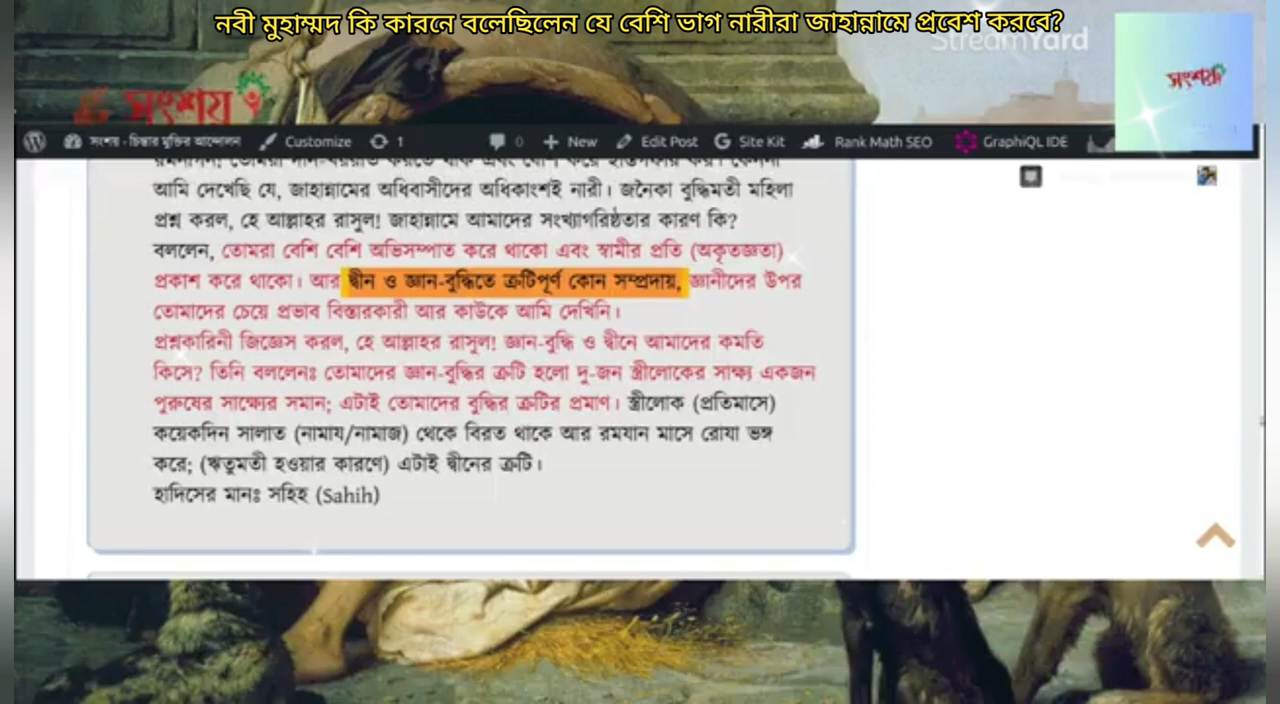 নবী মুহাম্মদ কি কারনে বলেছিলেন যে বেশি ভাগ নারীরা জাহান্নামে প্রবেশ করবে?
StreamYard
সংশয়
সংশয়
সংশয় - চিন্তার মুক্তির আন্দোলন Customize 1 0 New Edit Post Site Kit Rank Math SEO GraphiQL IDE
আমি দেখেছি যে, জাহান্নামের অধিবাসীদের অধিকাংশই নারী। জনৈকা বুদ্ধিমতী মহিলা
প্রশ্ন করল, হে আল্লাহর রাসুল! জাহান্নামে আমাদের সংখ্যাগরিষ্ঠতার কারণ কি?
বললেন, তোমরা বেশি বেশি অভিসম্পাত করে থাকো এবং স্বামীর প্রতি (অকৃতজ্ঞতা)
প্রকাশ করে থাকো। আর দ্বীন ও জ্ঞান-বুদ্ধিতে ত্রুটিপূর্ণ কোন সম্প্রদায়, জ্ঞানীদের উপর
তোমাদের চেয়ে প্রভাব বিস্তারকারী আর কাউকে আমি দেখিনি।
প্রশ্নকারিনী জিজ্ঞেস করল, হে আল্লাহর রাসুল! জ্ঞান-বুদ্ধি ও দ্বীনে আমাদের কমতি
কিসে? তিনি বললেনঃ তোমাদের জ্ঞান-বুদ্ধির ত্রুটি হলো দু-জন স্ত্রীলোকের সাক্ষ্য একজন
পুরুষের সাক্ষ্যের সমান; এটাই তোমাদের বুদ্ধির ত্রুটির প্রমাণ। স্ত্রীলোক (প্রতিমাসে)
কয়েকদিন সালাত (নামায/নামাজ) থেকে বিরত থাকে আর রমযান মাসে রোযা ভঙ্গ
করে; (ঋতুমতী হওয়ার কারণে) এটাই দ্বীনের ত্রুটি।
হাদিসের মানঃ সহিহ (Sahih)